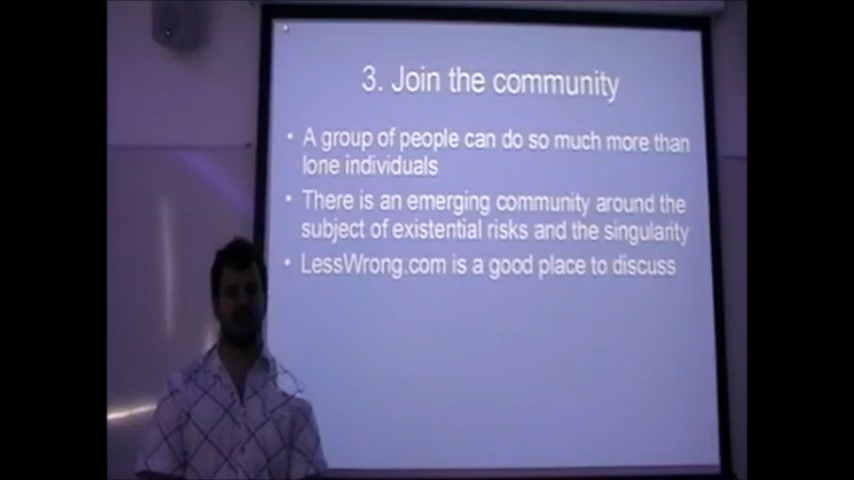 3. Join the community
• A group of people can do so much more than
lone individuals
• There is an emerging community around the
subject of existential risks and the singularity
• LessWrong.com is a good place to discuss